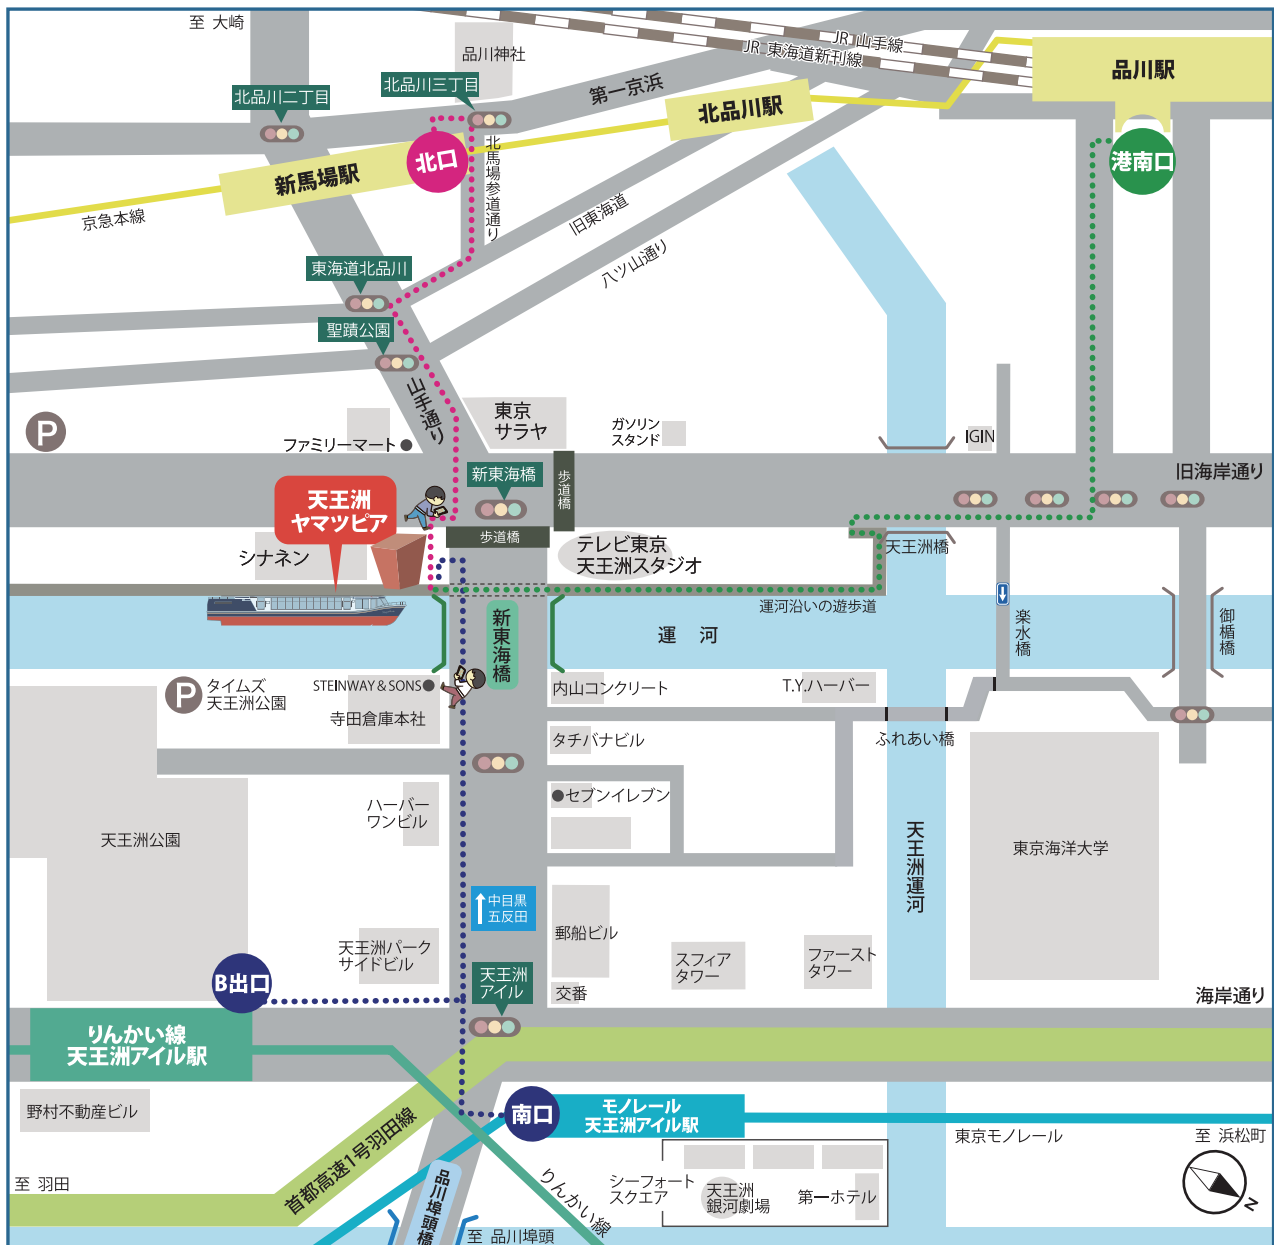 至 大崎
品川神社
JR 山手線
JR 東海道新刊線
品川駅
北品川三丁目
北品川二丁目
第一京浜
北品川駅
北口
北馬場参道通り
港南口
新馬場駅
京急本線
旧東海道
八ツ山通り
東海道北品川
聖蹟公園
山手通り
東京
サラヤ
ガソリン
スタンド
IGIN
P
ファミリーマート
新東海橋
歩道橋
旧海岸通り
天王洲
ヤマツピア
歩道橋
テレビ東京
天王洲スタジオ
天王洲橋
シナネン
運河沿いの遊歩道
新東海橋
運 河
楽水橋
御楯橋
P
タイムズ
天王洲公園
STEINWAY & SONS
寺田倉庫本社
内山コンクリート
T.Y.ハーバー
タチバナビル
ふれあい橋
セブンイレブン
ハーバー
ワンビル
天王洲公園
天王洲運河
東京海洋大学
中目黒
五反田
郵船ビル
天王洲パーク
サイドビル
スフィア
タワー
ファースト
タワー
B出口
天王洲
アイル
交番
海岸通り
りんかい線
天王洲アイル駅
野村不動産ビル
南口
モノレール
天王洲アイル駅
東京モノレール
至 浜松町
首都高速1号羽田線
至 羽田
品川埠頭橋
りんかい線
シーフォート
スクエア
天王洲
銀河劇場
第一ホテル
N
至 品川埠頭